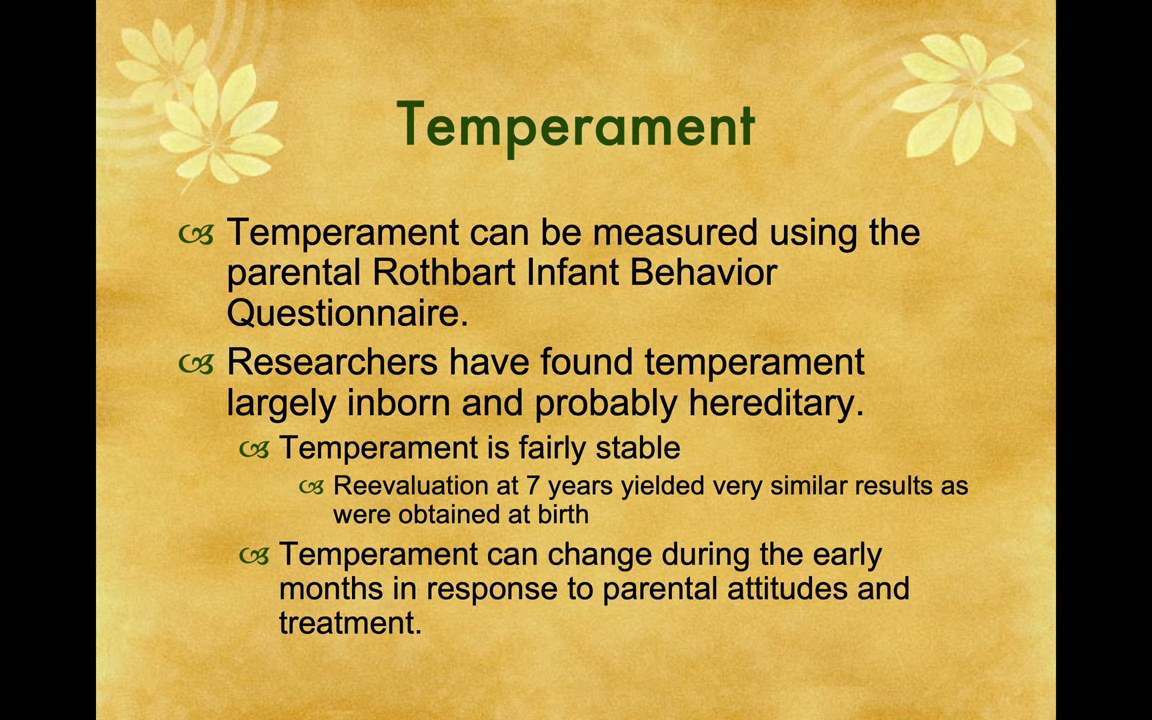 Temperament
Temperament can be measured using the
parental Rothbart Infant Behavior
Questionnaire.
Researchers have found temperament
largely inborn and probably hereditary.
Temperament is fairly stable
Reevaluation at 7 years yielded very similar results as
were obtained at birth
Temperament can change during the early
months in response to parental attitudes and
treatment.